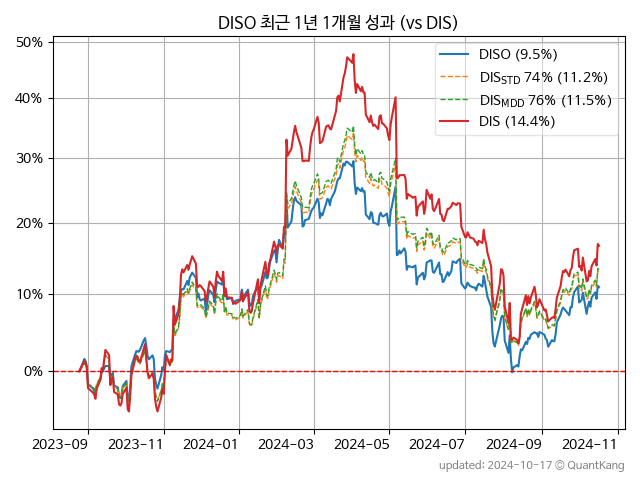 DISO 최근 1년 1개월 성과 (vs DIS)
50%
40%
30%
20%
10%
0%
DISO (9.5%)
DIS_STD 74% (11.2%)
DIS_MDD 76% (11.5%)
DIS (14.4%)
2023-09 2023-11 2024-01 2024-03 2024-05 2024-07 2024-09 2024-11
updated: 2024-10-17 © QuantKang